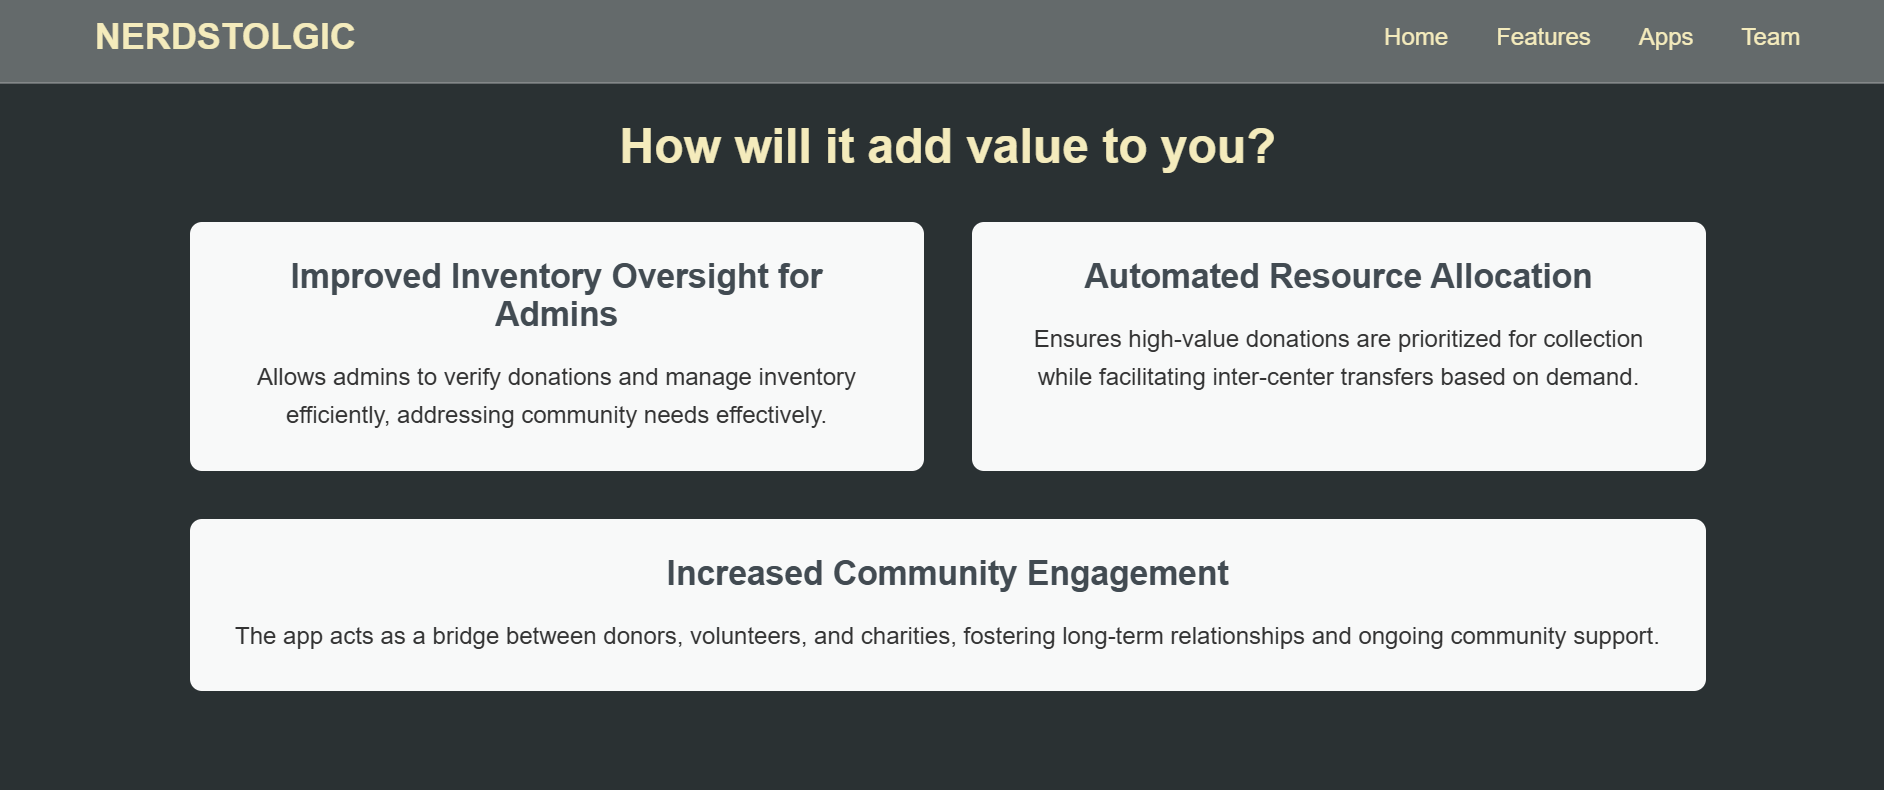 NERDSTOLGIC
Home Features Apps Team
How will it add value to you?
Improved Inventory Oversight for
Admins
Allows admins to verify donations and manage inventory
efficiently, addressing community needs effectively.
Automated Resource Allocation
Ensures high-value donations are prioritized for collection
while facilitating inter-center transfers based on demand.
Increased Community Engagement
The app acts as a bridge between donors, volunteers, and charities, fostering long-term relationships and ongoing community support.